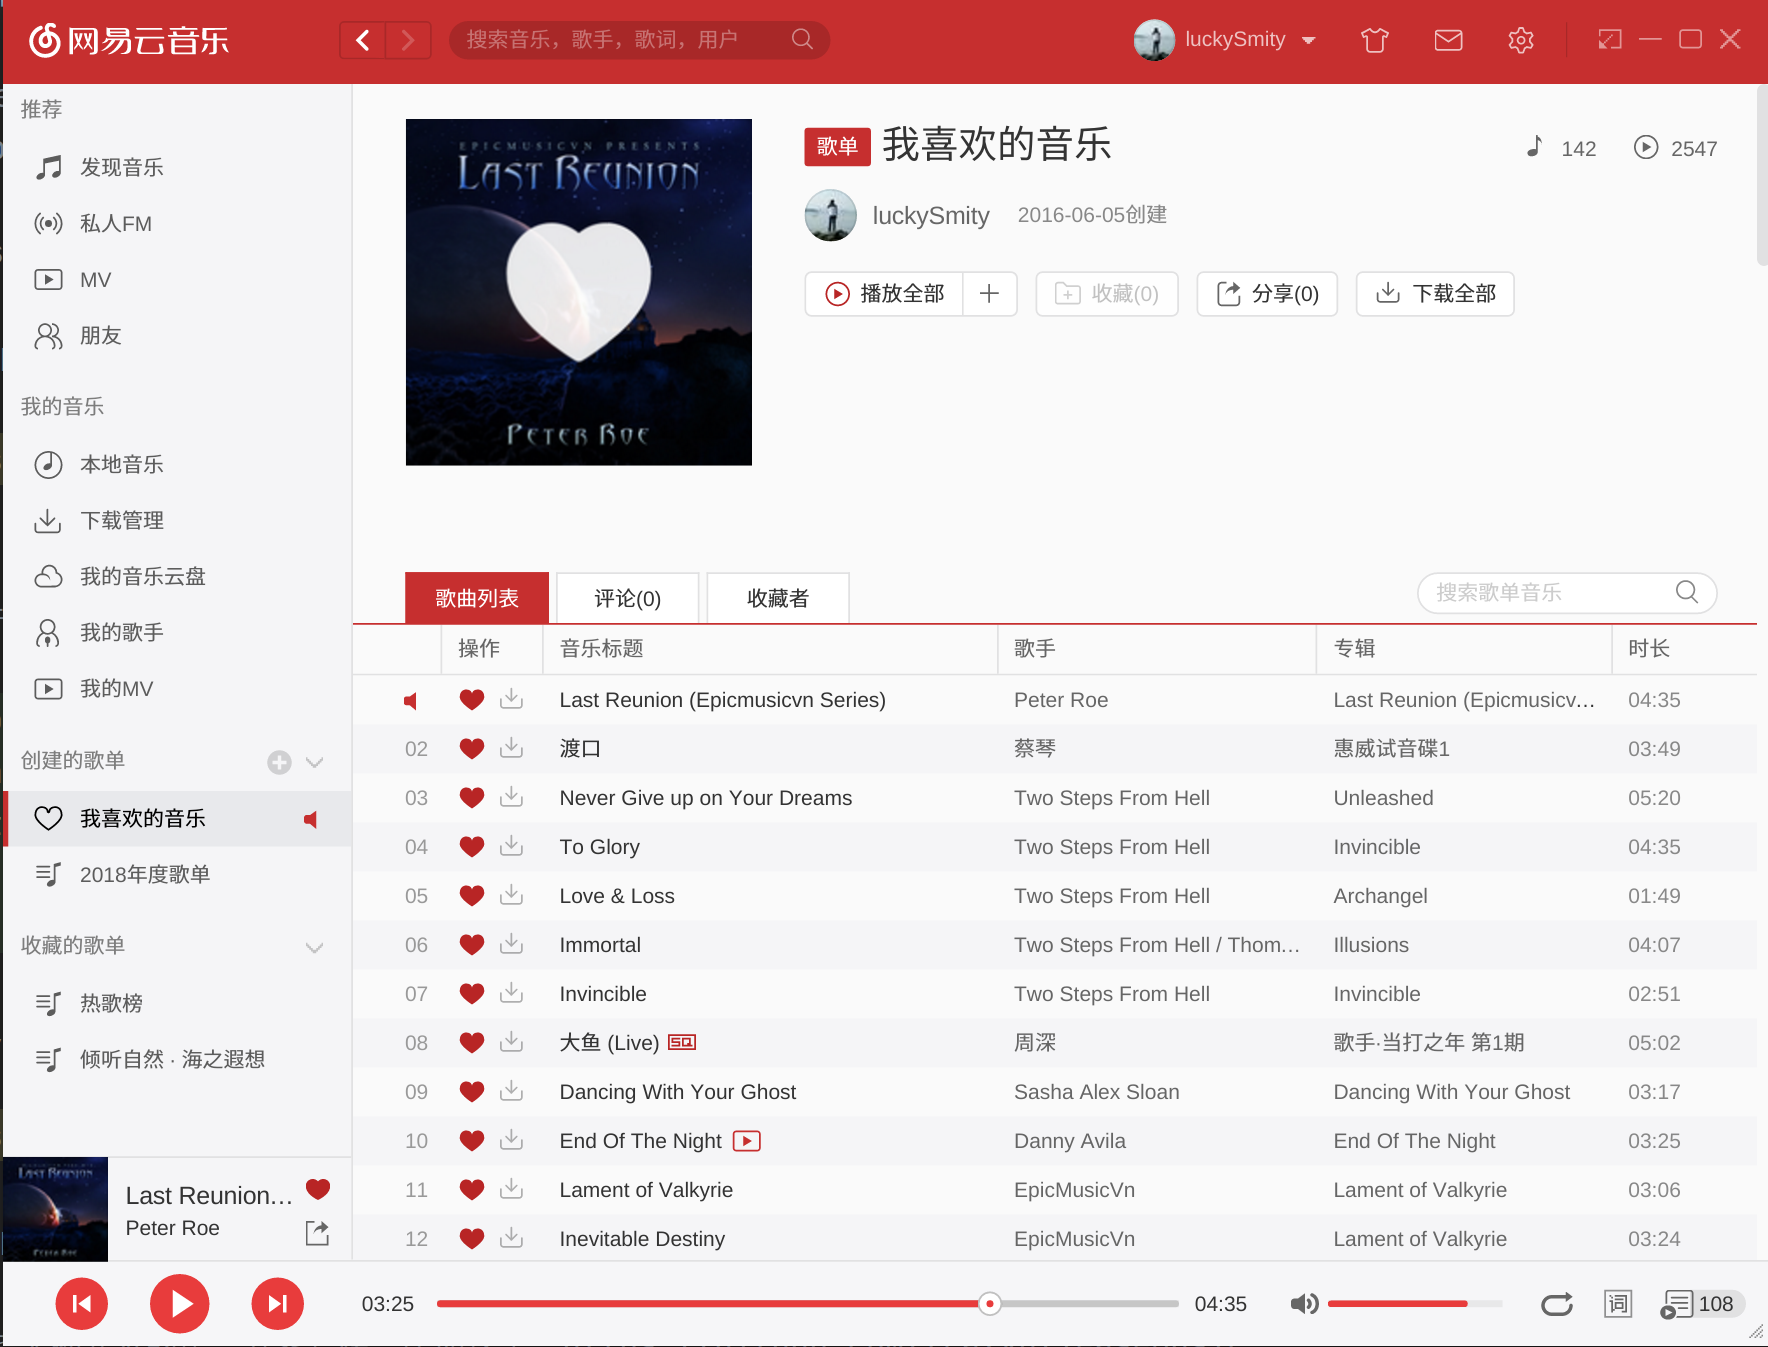 网易云音乐
搜索音乐，歌手，歌词，用户
luckySmity
推荐
发现音乐
私人FM
MV
朋友
我的音乐
本地音乐
下载管理
我的音乐云盘
我的歌手
我的MV
创建的歌单
我喜欢的音乐
2018年度歌单
收藏的歌单
热歌榜
倾听自然 · 海之遐想
EPICMUSICVN PRESENTS
LAST REUNION
PETER ROE
歌单 我喜欢的音乐
142 2547
luckySmity 2016-06-05创建
播放全部 收藏(0) 分享(0) 下载全部
歌曲列表 评论(0) 收藏者 搜索歌单音乐
操作 音乐标题 歌手 专辑 时长
Last Reunion (Epicmusicvn Series) Peter Roe Last Reunion (Epicmusicv... 04:35
02 渡口 蔡琴 惠威试音碟1 03:49
03 Never Give up on Your Dreams Two Steps From Hell Unleashed 05:20
04 To Glory Two Steps From Hell Invincible 04:35
05 Love & Loss Two Steps From Hell Archangel 01:49
06 Immortal Two Steps From Hell / Thom... Illusions 04:07
07 Invincible Two Steps From Hell Invincible 02:51
08 大鱼 (Live) SQ 周深 歌手·当打之年 第1期 05:02
09 Dancing With Your Ghost Sasha Alex Sloan Dancing With Your Ghost 03:17
10 End Of The Night Danny Avila End Of The Night 03:25
11 Lament of Valkyrie EpicMusicVn Lament of Valkyrie 03:06
12 Inevitable Destiny EpicMusicVn Lament of Valkyrie 03:24
LAST REUNION
PETER ROE
Last Reunion...
Peter Roe
03:25 04:35 词 108